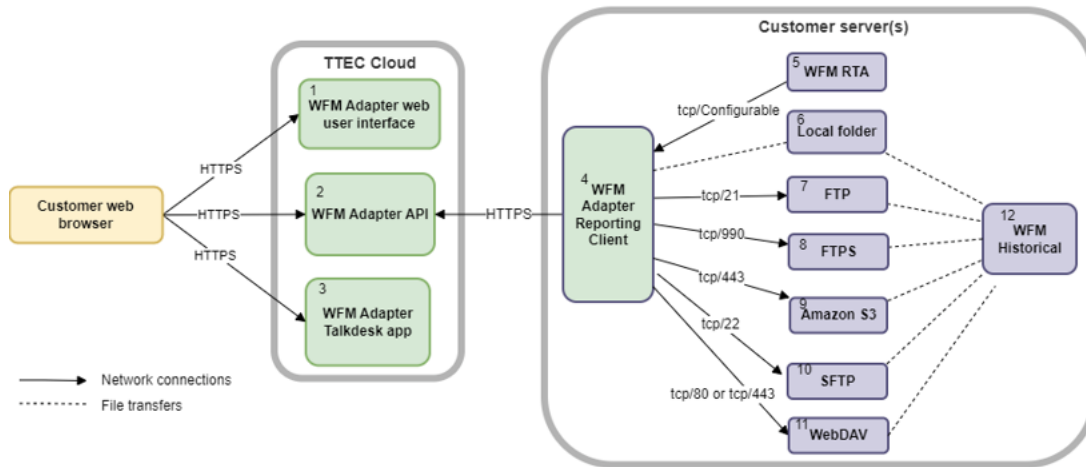 Customer server(s)
TTEC Cloud
1
WFM Adapter web
user interface
2
WFM Adapter API
3
WFM Adapter
Talkdesk app
Customer web
browser
HTTPS
HTTPS
HTTPS
HTTPS
4
WFM
Adapter
Reporting
Client
tcp/Configurable
tcp/21
tcp/990
tcp/443
tcp/22
tcp/80 or tcp/443
5
WFM RTA
6
Local folder
7
FTP
8
FTPS
9
Amazon S3
10
SFTP
11
WebDAV
12
WFM
Historical
Network connections
File transfers